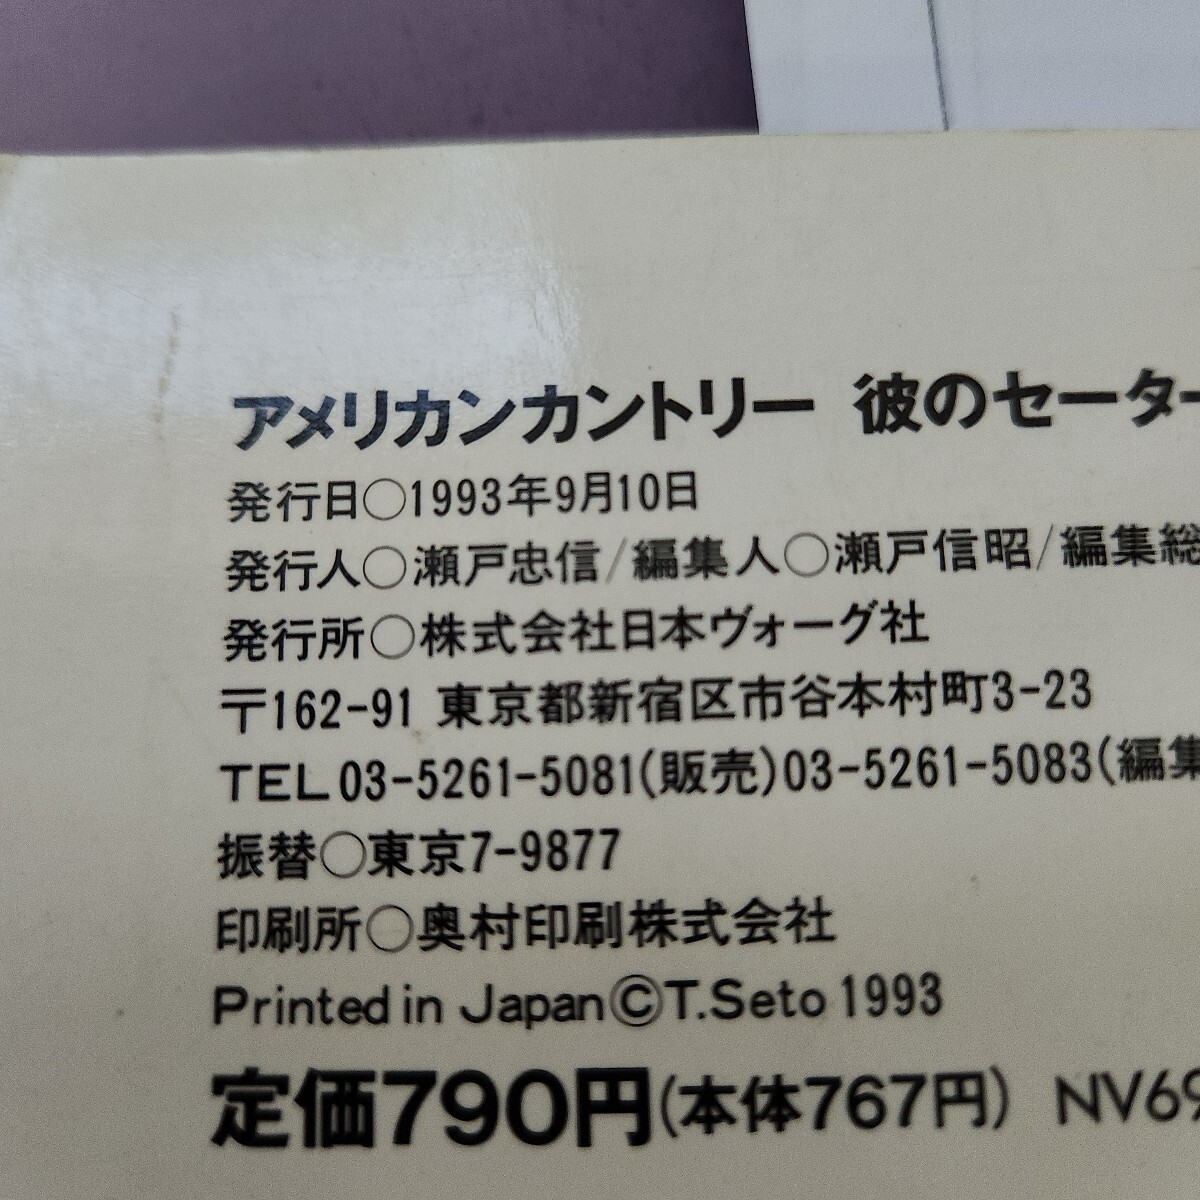 アメリカンカントリー 彼のセーター
発行日○1993年9月10日
発行人○瀬戸忠信/編集人○瀬戸信昭/編集総
発行所○株式会社日本ヴォーグ社
〒162-91 東京都新宿区市谷本村町3-23
TEL03-5261-5081(販売)03-5261-5083(編集
振替○東京7-9877
印刷所○奥村印刷株式会社
Printed in Japan©T.Seto 1993
定価790円(本体767円) NV69